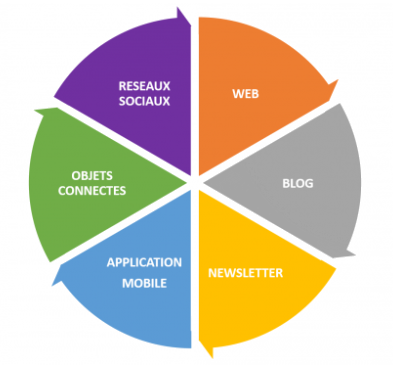 RESEAUX
SOCIAUX
WEB
OBJETS
CONNECTES
BLOG
APPLICATION
MOBILE
NEWSLETTER